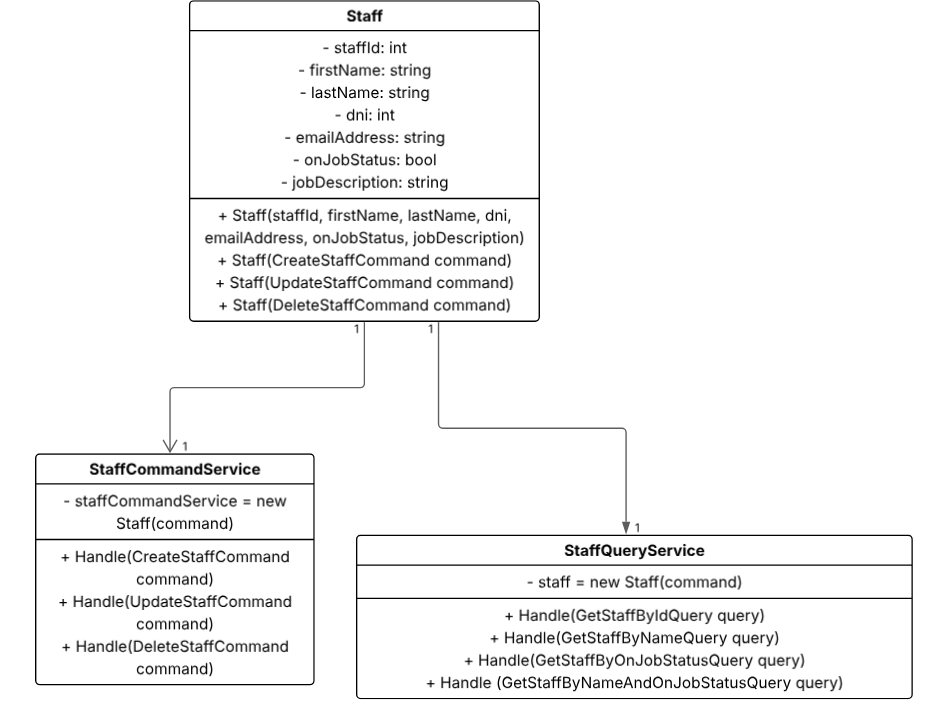 Staff
- staffId: int
- firstName: string
- lastName: string
- dni: int
- emailAddress: string
- onJobStatus: bool
- jobDescription: string
+ Staff(staffId, firstName, lastName, dni,
emailAddress, onJobStatus, jobDescription)
+ Staff(CreateStaffCommand command)
+ Staff(UpdateStaffCommand command)
+ Staff(DeleteStaffCommand command)
1
1
1
StaffCommandService
- staffCommandService = new
Staff(command)
+ Handle(CreateStaffCommand
command)
+ Handle(UpdateStaffCommand
command)
+ Handle(DeleteStaffCommand
command)
1
StaffQueryService
- staff = new Staff(command)
+ Handle(GetStaffByIdQuery query)
+ Handle(GetStaffByNameQuery query)
+ Handle(GetStaffByOnJobStatusQuery query)
+ Handle (GetStaffByNameAndOnJobStatusQuery query)